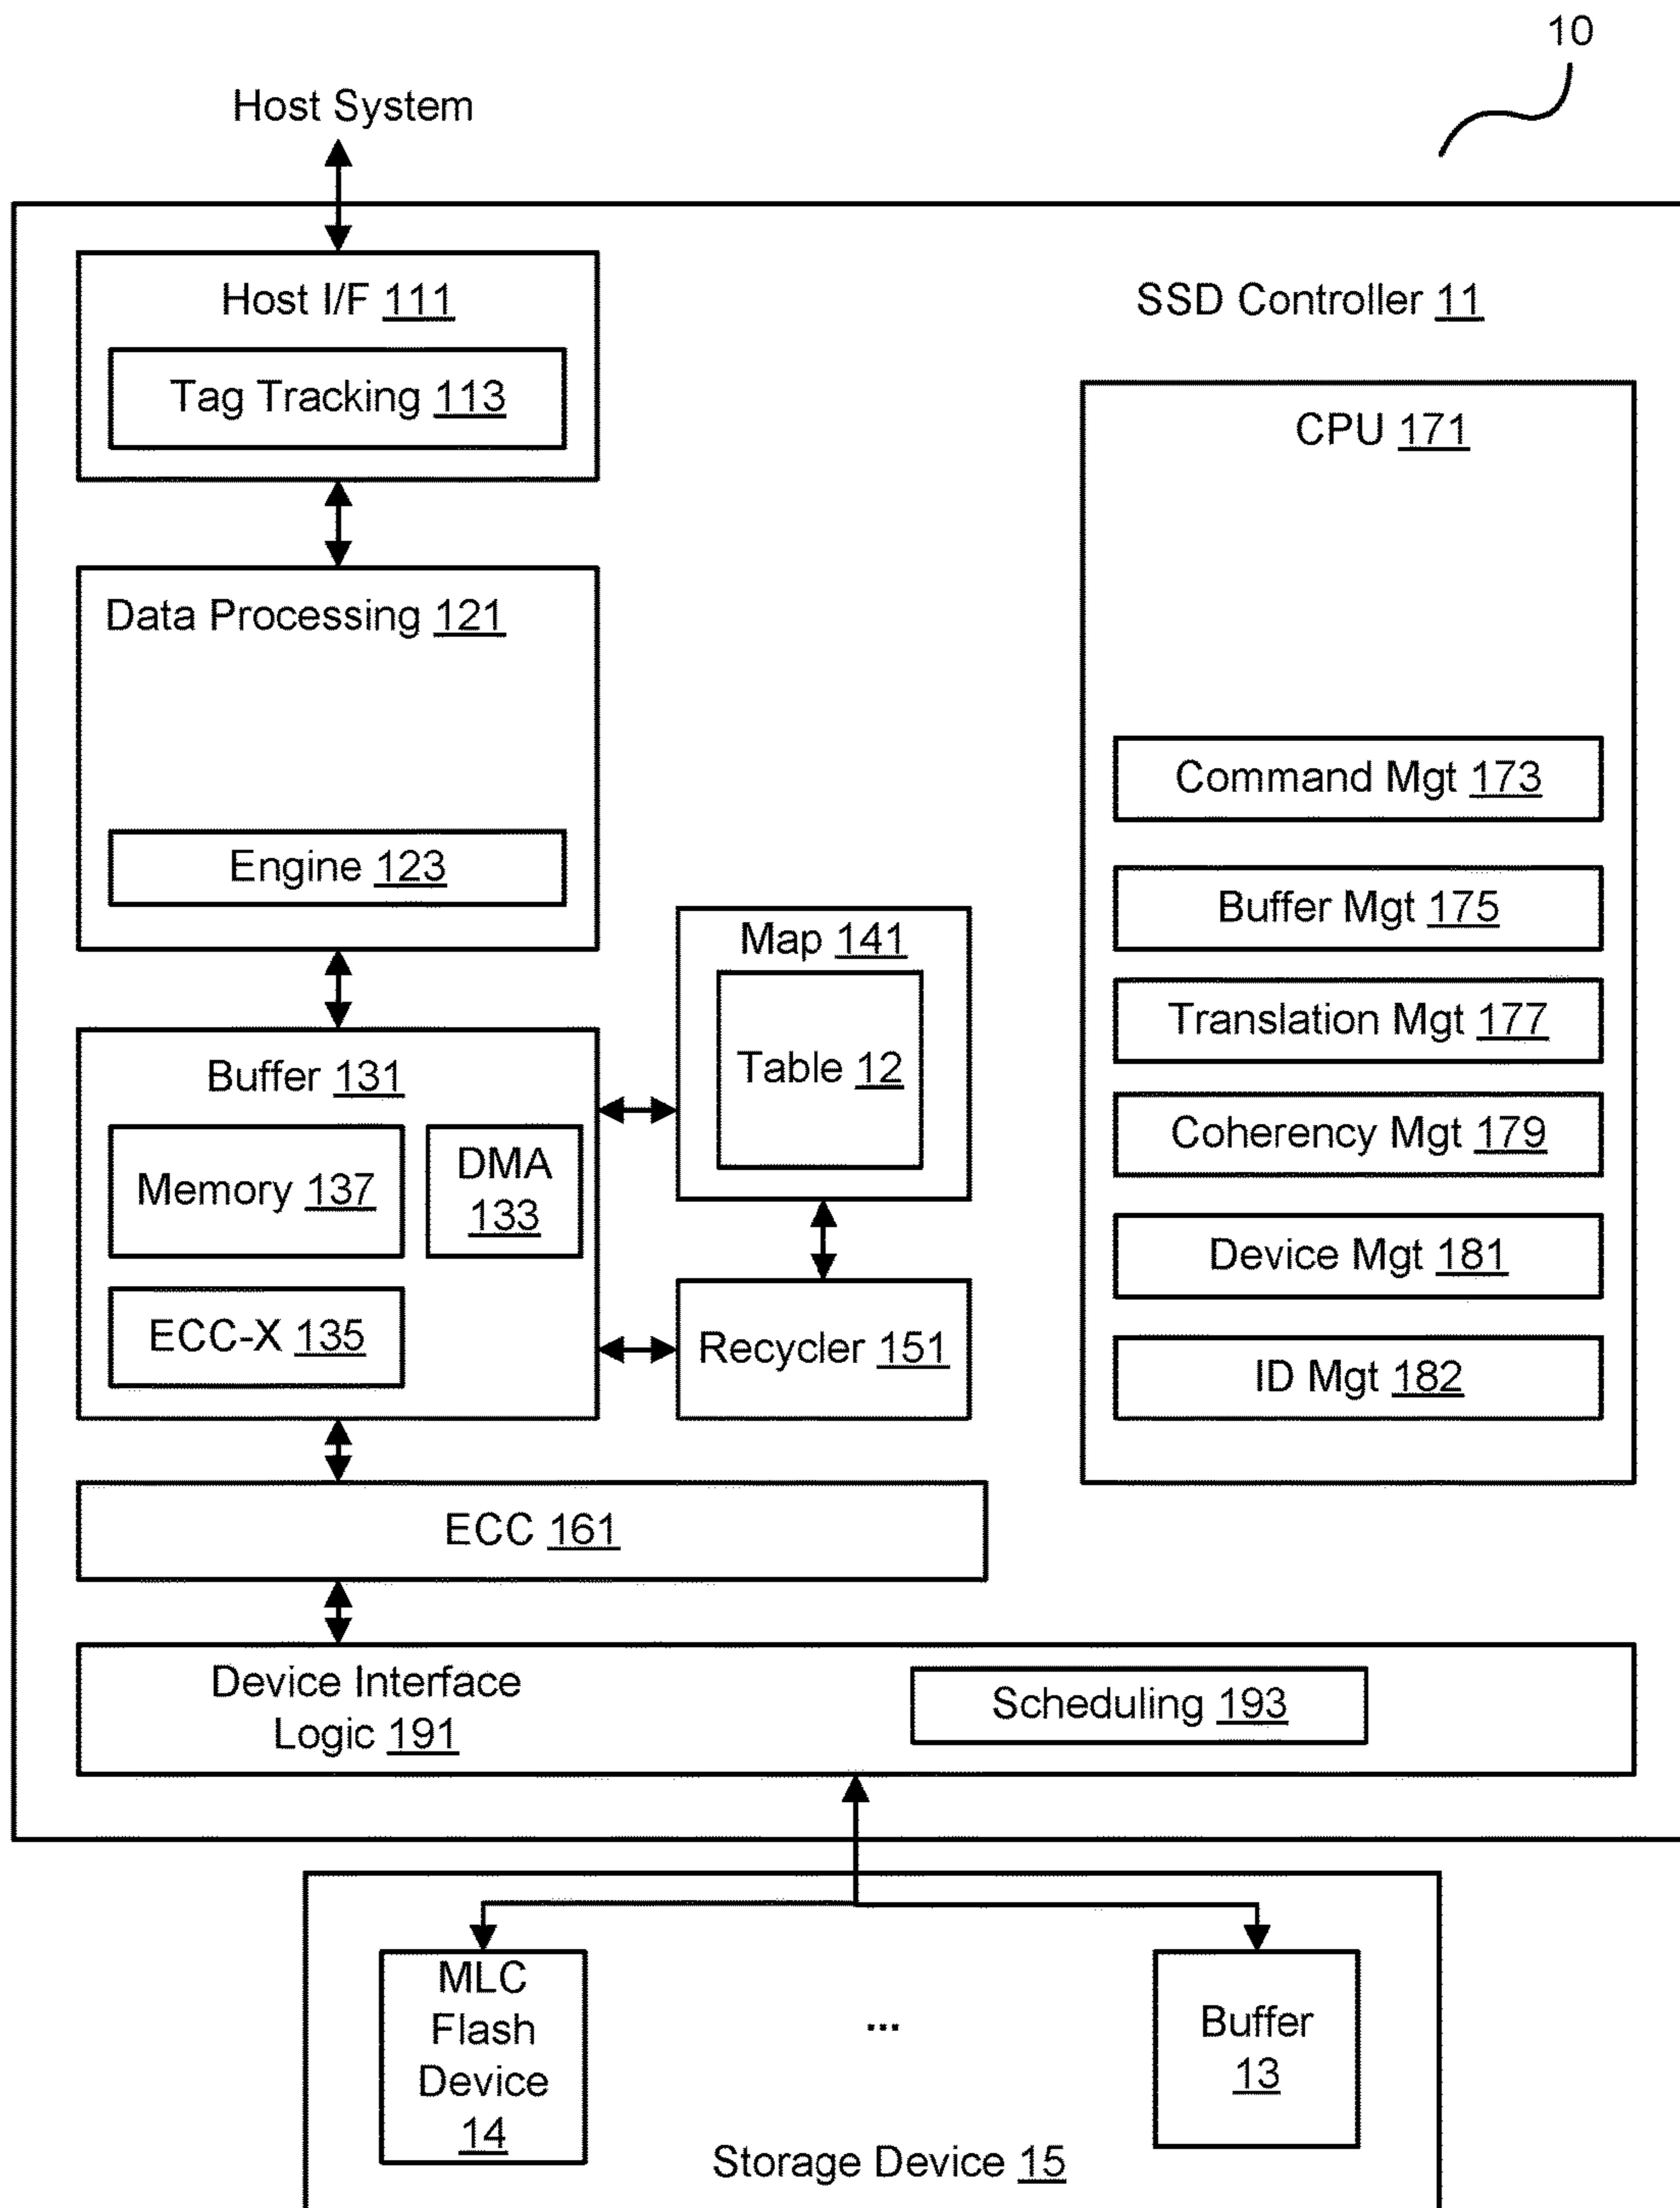 10
Host System
Host I/F 111
Tag Tracking 113
SSD Controller 11
CPU 171
Data Processing 121
Engine 123
Command Mgt 173
Buffer Mgt 175
Translation Mgt 177
Coherency Mgt 179
Device Mgt 181
ID Mgt 182
Map 141
Table 12
Buffer 131
Memory 137
DMA
133
ECC-X 135
Recycler 151
ECC 161
Device Interface
Logic 191
Scheduling 193
MLC
Flash
Device
14
...
Buffer
13
Storage Device 15